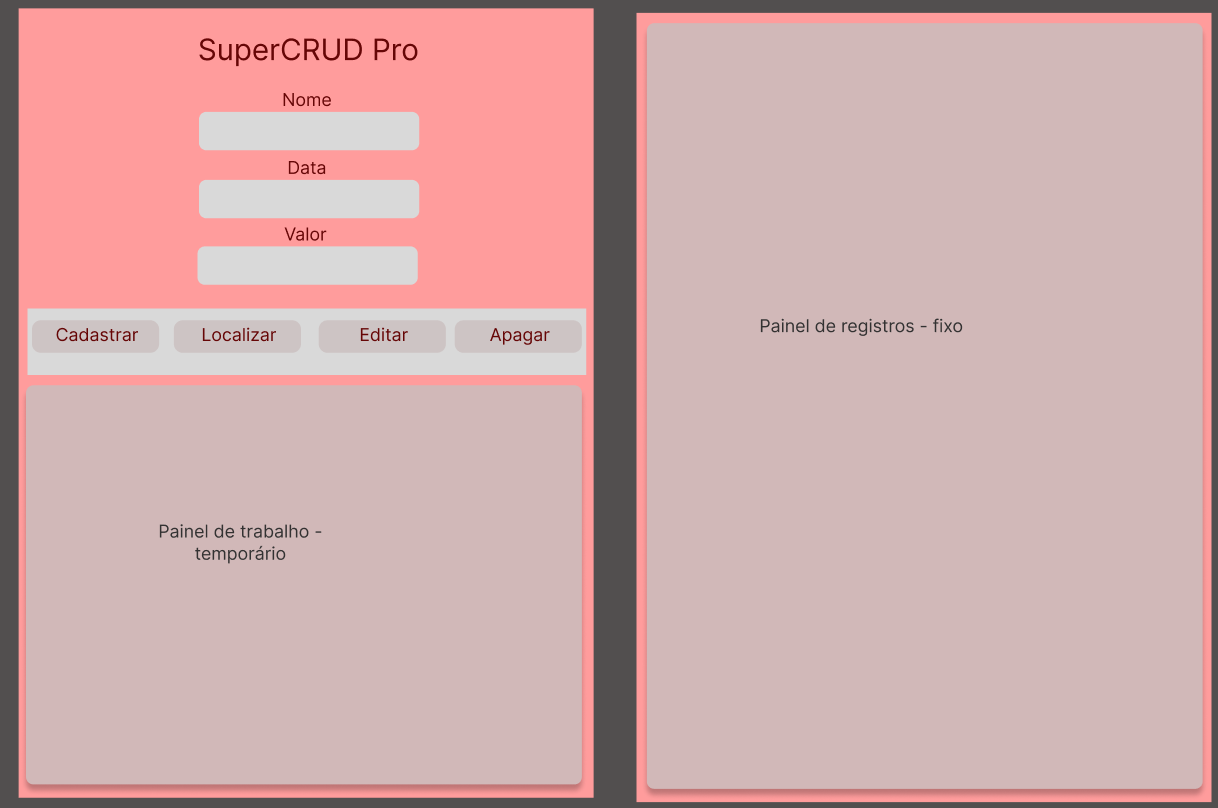 SuperCRUD Pro
Nome
Data
Valor
Cadastrar
Localizar
Editar
Apagar
Painel de trabalho -
temporário
Painel de registros - fixo